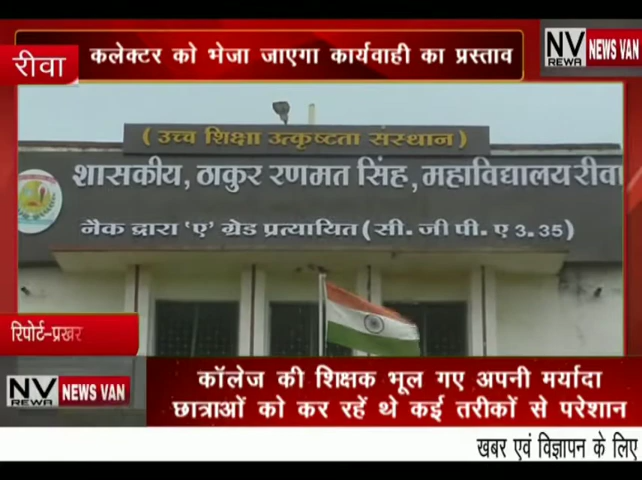 कलेक्टर को भेजा जाएगा कार्यवाही का प्रस्ताव
NV
REWA
NEWS VAN
रीवा
( उच्च शिक्षा उत्कृष्टता संस्थान )
शासकीय, ठाकुर रणमत सिंह, महाविद्यालय रीवा
नैक द्वारा 'ए' ग्रेड प्रत्यायित (सी. जी पी. ए 3.35)
रिपोर्ट-प्रखर
कॉलेज की शिक्षक भूल गए अपनी मर्यादा
छात्राओं को कर रहें थे कई तरीकों से परेशान
NV
REWA
NEWS VAN
खबर एवं विज्ञापन के लिए